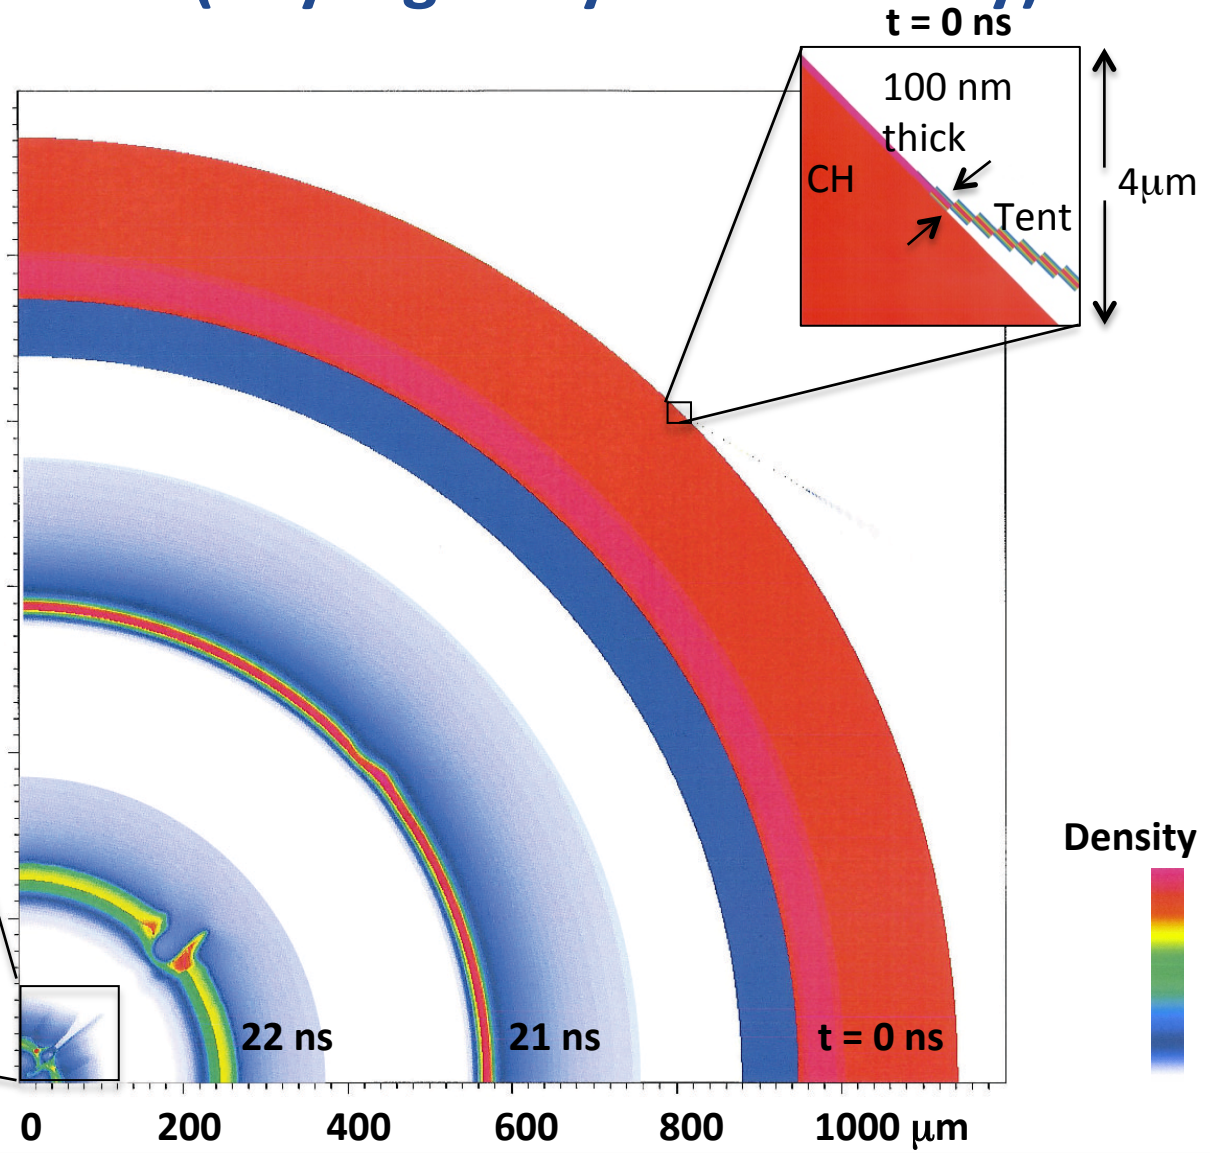 t = 0 ns
100 nm
thick
CH
4μm
Tent
Density
22 ns
21 ns
t = 0 ns
0
200
400
600
800
1000 μm